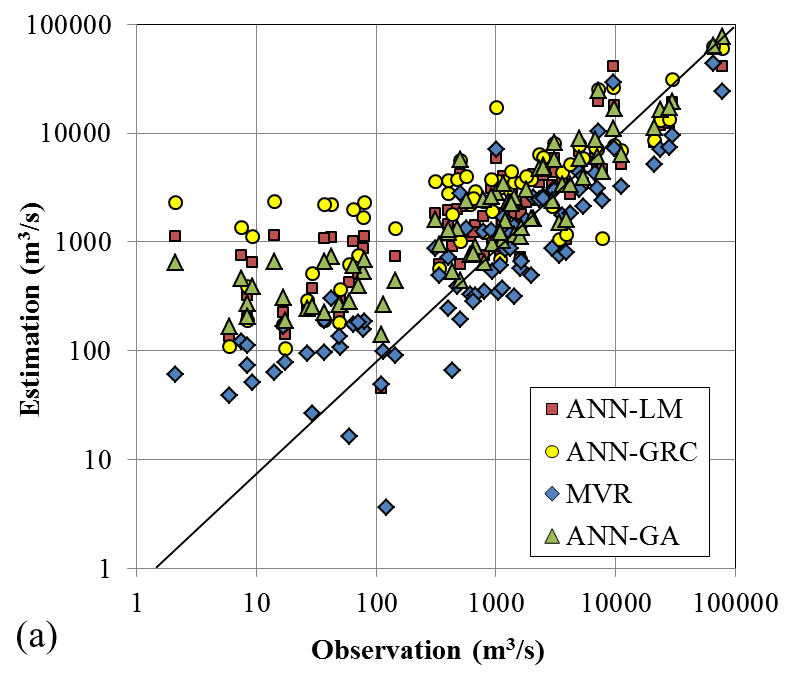 100000
10000
1000
100
10
1
Estimation (m³/s)
ANN-LM
ANN-GRC
MVR
ANN-GA
1 10 100 1000 10000 100000
(a) Observation (m³/s)